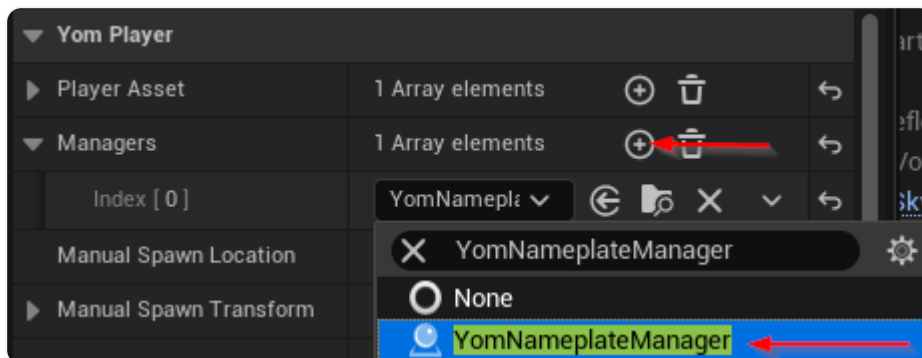 Yom Player
Player Asset 1 Array elements
Managers 1 Array elements
Index [ 0 ] YomNamepla
Manual Spawn Location YomNameplateManager
Manual Spawn Transform None
YomNameplateManager